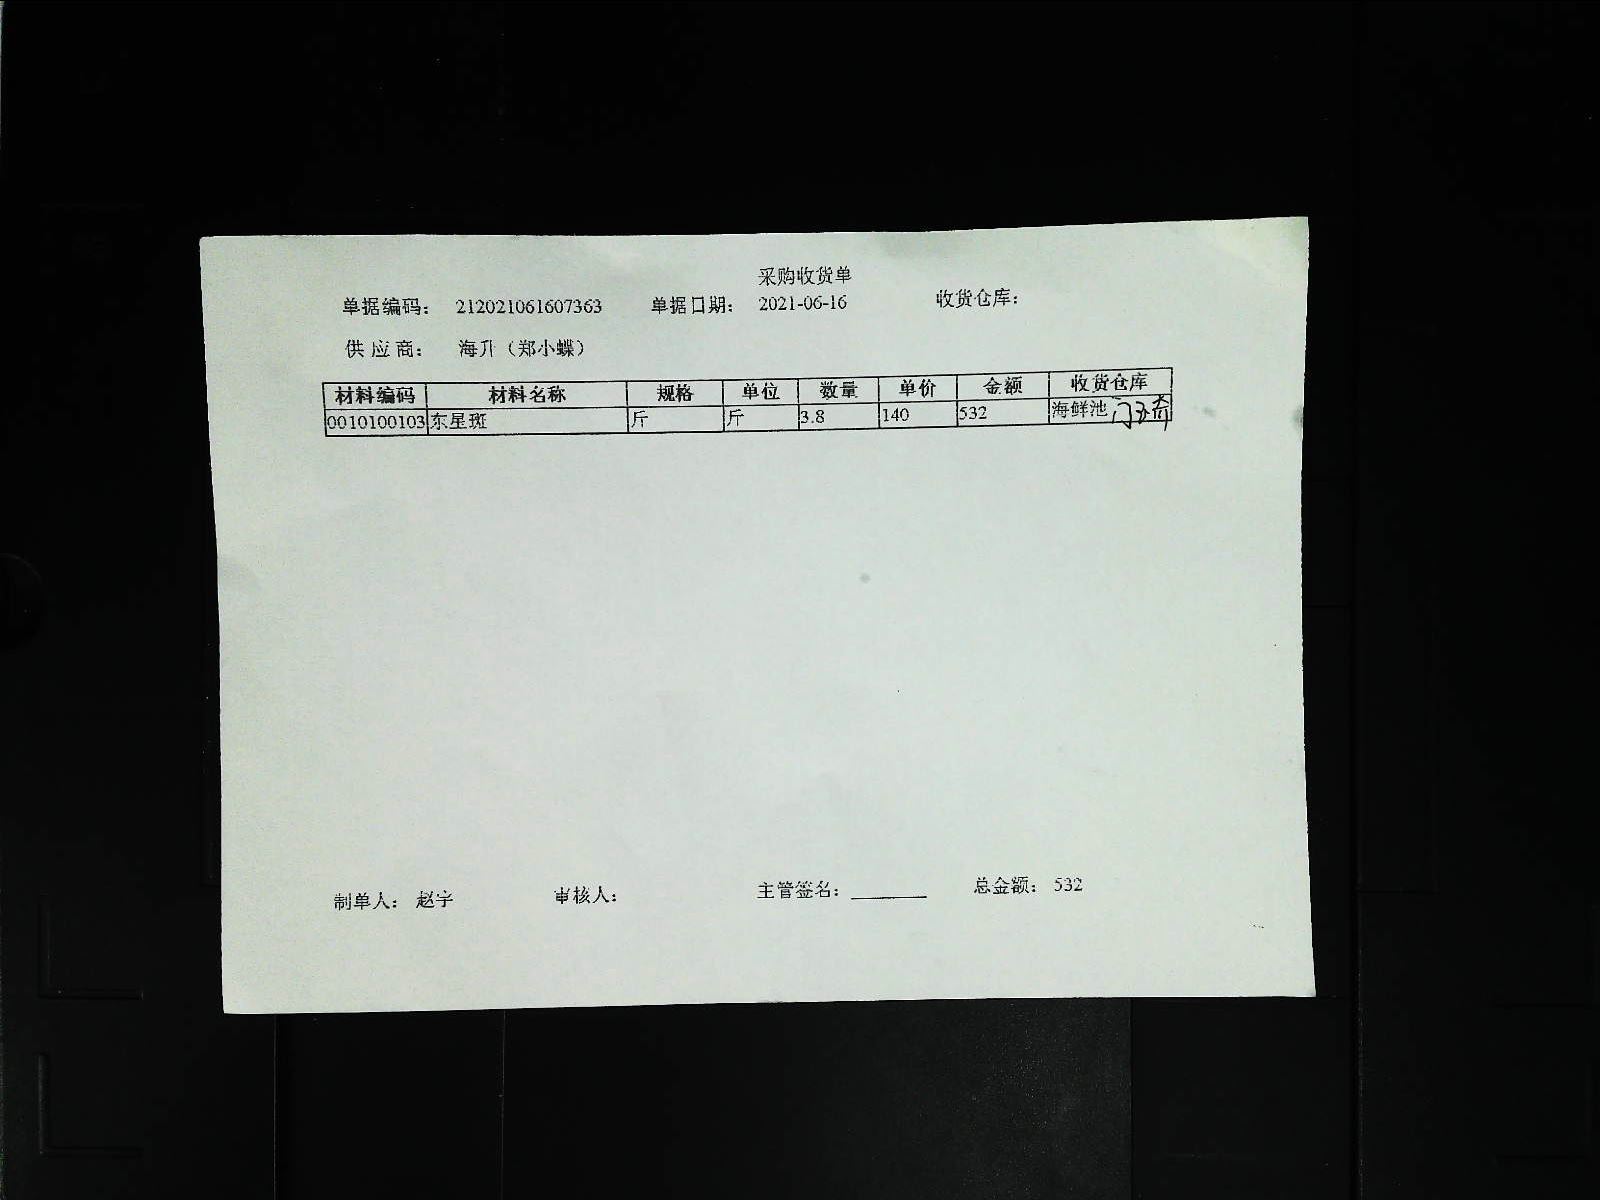 采购收货单
单据编码： 212021061607363 单据日期： 2021-06-16 收货仓库：
供应商： 海升（郑小蝶）
材料编码 材料名称 规格 单位 数量 单价 金额 收货仓库
0010100103 东星斑 斤 斤 3.8 140 532 海鲜池
制单人： 赵宇 审核人： 主管签名： 总金额： 532